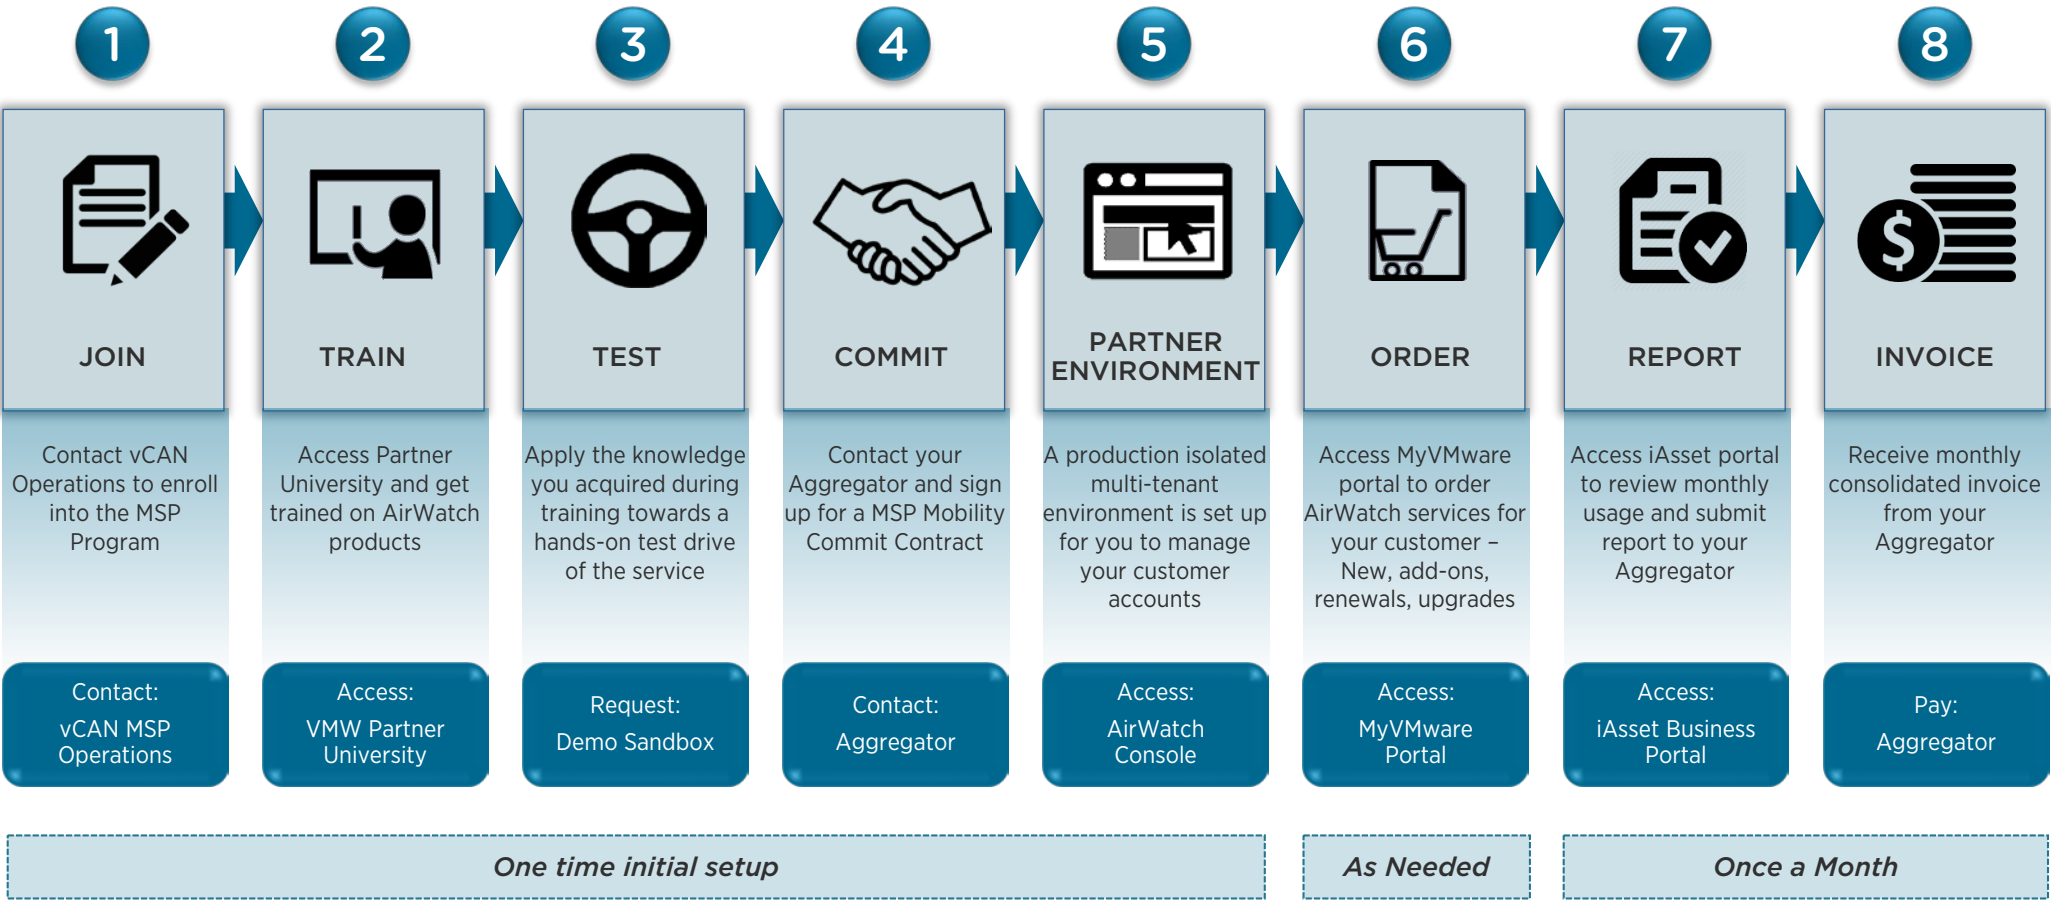 1
2
3
4
5
6
7
8
JOIN
TRAIN
TEST
COMMIT
PARTNER
ENVIRONMENT
ORDER
REPORT
INVOICE
Contact vCAN
Operations to enroll
into the MSP
Program
Access Partner
University and get
trained on AirWatch
products
Apply the knowledge
you acquired during
training towards a
hands-on test drive
of the service
Contact your
Aggregator and sign
up for a MSP Mobility
Commit Contract
A production isolated
multi-tenant
environment is set up
for you to manage
your customer
accounts
Access MyVMware
portal to order
AirWatch services for
your customer –
New, add-ons,
renewals, upgrades
Access iAsset portal
to review monthly
usage and submit
report to your
Aggregator
Receive monthly
consolidated invoice
from your
Aggregator
Contact:
vCAN MSP
Operations
Access:
VMW Partner
University
Request:
Demo Sandbox
Contact:
Aggregator
Access:
AirWatch
Console
Access:
MyVMware
Portal
Access:
iAsset Business
Portal
Pay:
Aggregator
One time initial setup
As Needed
Once a Month